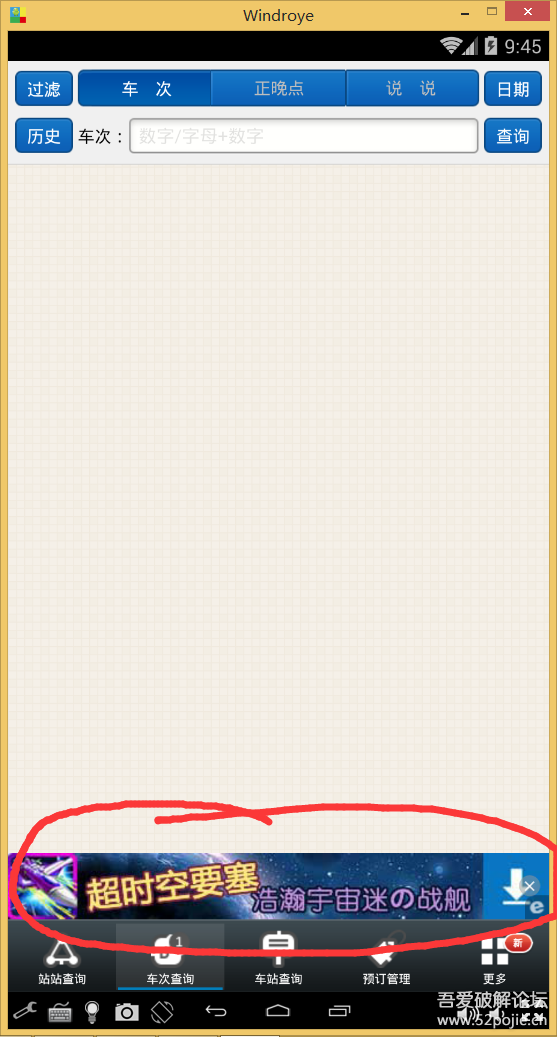 Windroye
9:45
过滤 车 次 正晚点 说 说 日期
历史 车次： 数字/字母+数字 查询
超时空要塞
浩瀚宇宙迷の战舰
站站查询 车次查询 1 车站查询 预订管理 更多 新
吾爱破解论坛
www.52pojie.cn